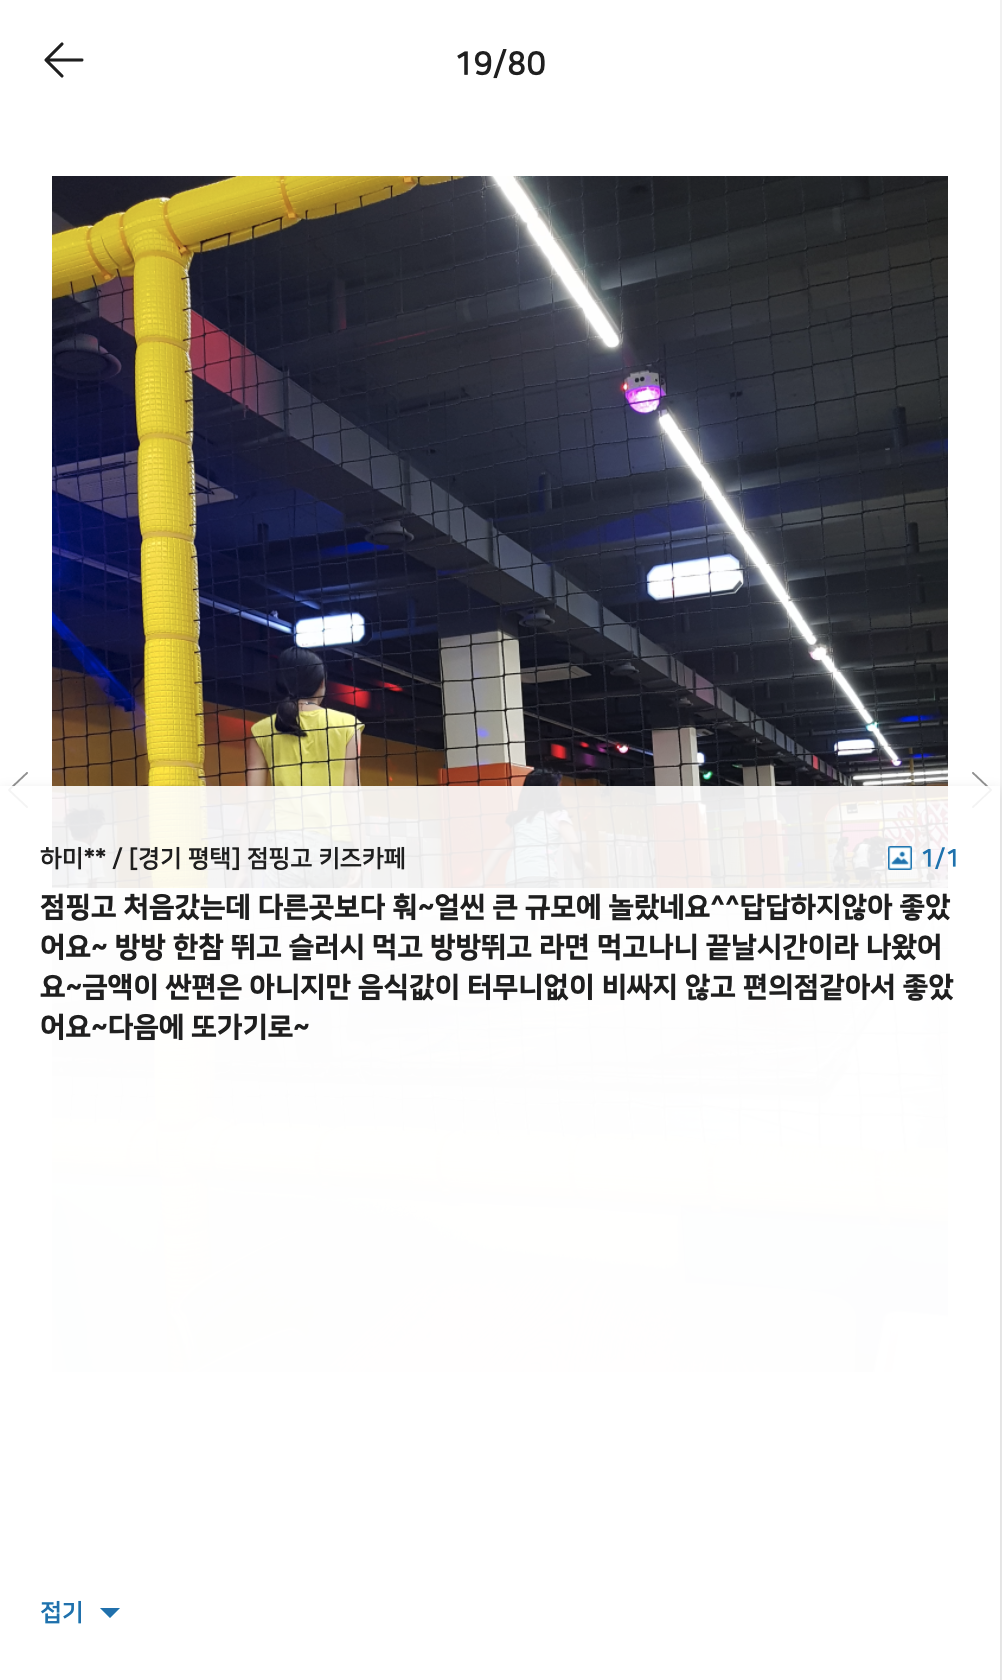 19/80
하미** / [경기 평택] 점핑고 키즈카페
1/1
점핑고 처음갔는데 다른곳보다 훠~얼씬 큰 규모에 놀랐네요^^답답하지않아 좋았
어요~ 방방 한참 뛰고 슬러시 먹고 방방뛰고 라면 먹고나니 끝날시간이라 나왔어
요~금액이 싼편은 아니지만 음식값이 터무니없이 비싸지 않고 편의점같아서 좋았
어요~다음에 또가기로~
접기